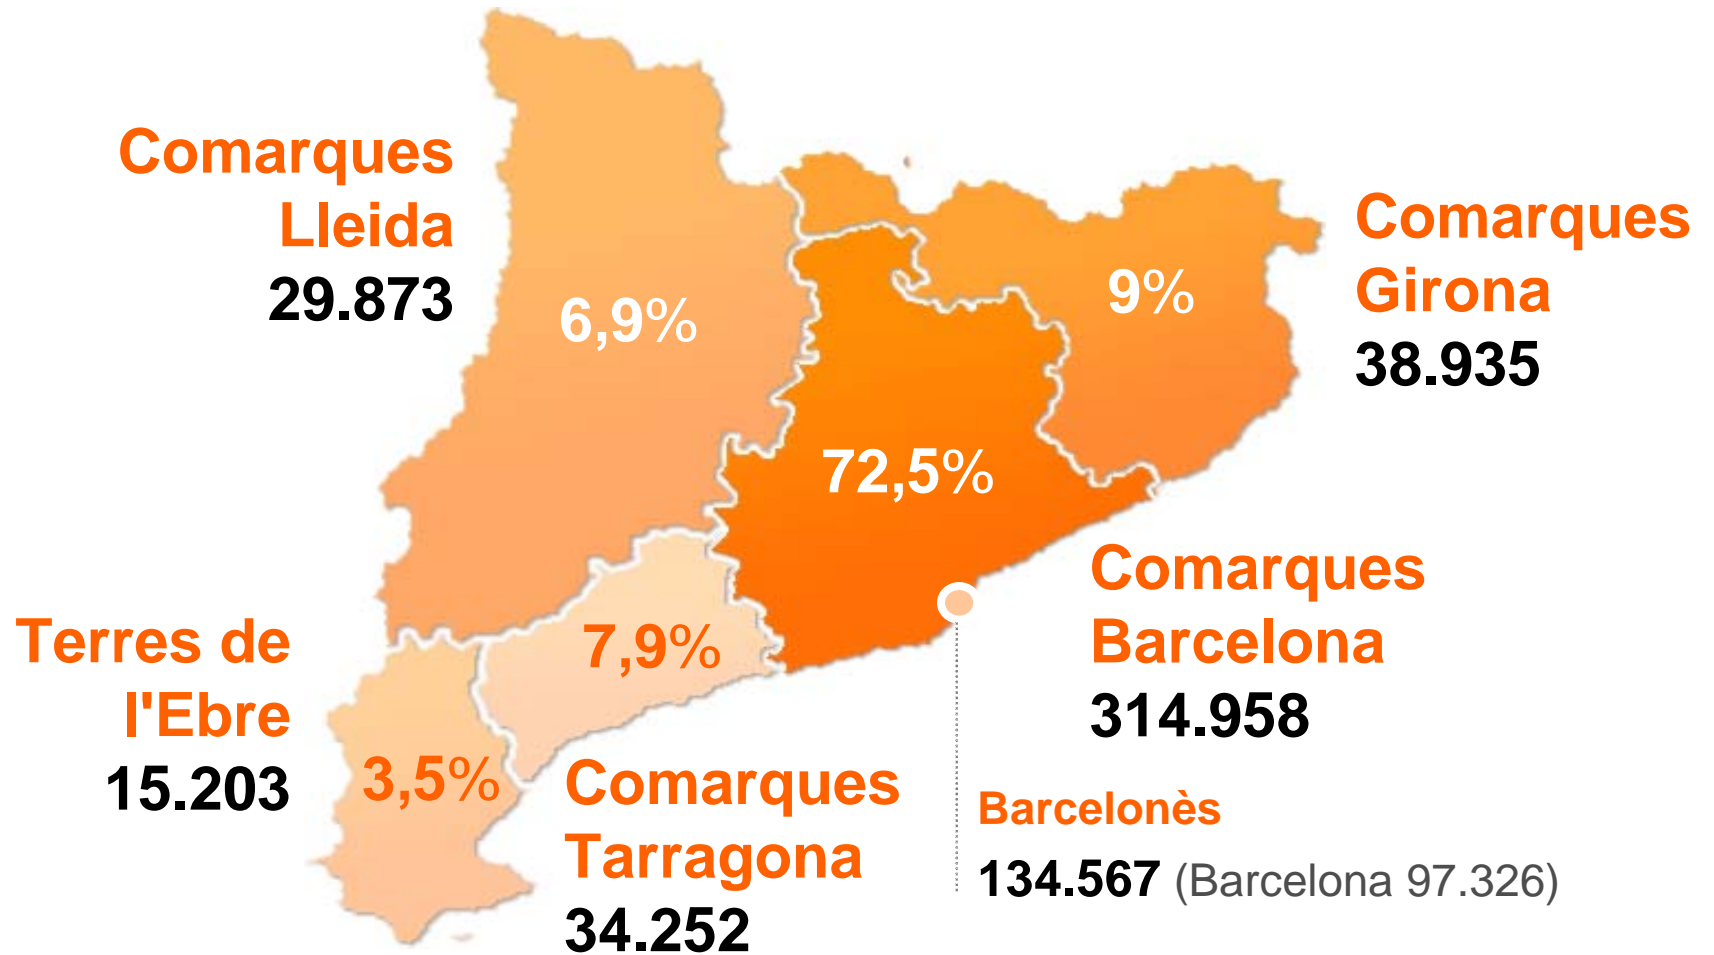 Comarques
Lleida
29.873
6,9%
Comarques
Girona
38.935
9%
72,5%
Comarques
Barcelona
314.958
Terres de
l'Ebre
15.203
3,5%
7,9%
Comarques
Tarragona
34.252
Barcelonès
134.567 (Barcelona 97.326)